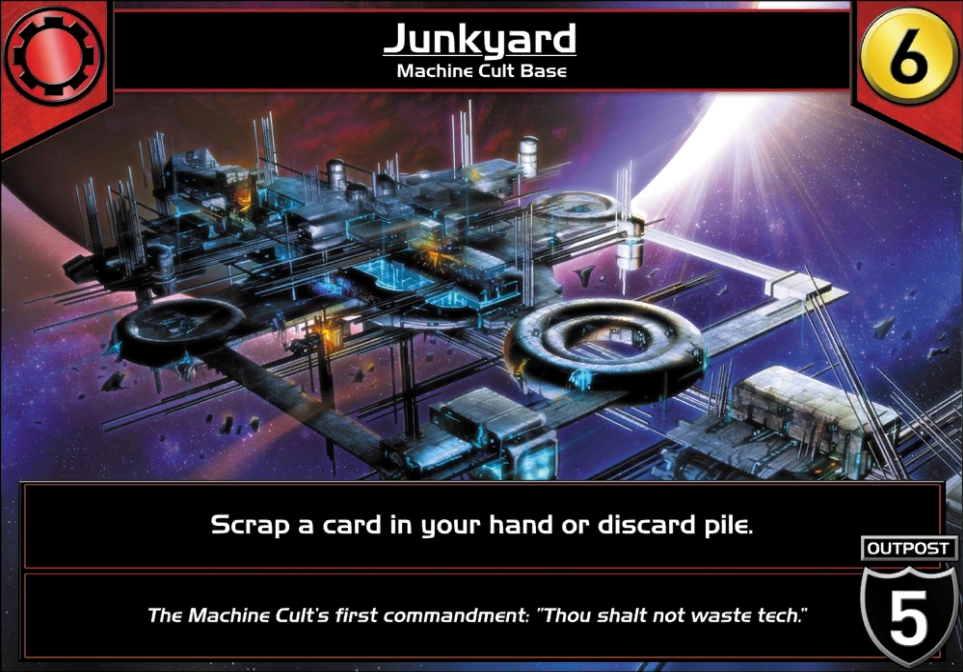 Junkyard
6
Machine Cult Base
Scrap a card in your hand or discard pile.
OUTPOST
5
The Machine Cult's first commandment: "Thou shalt not waste tech."